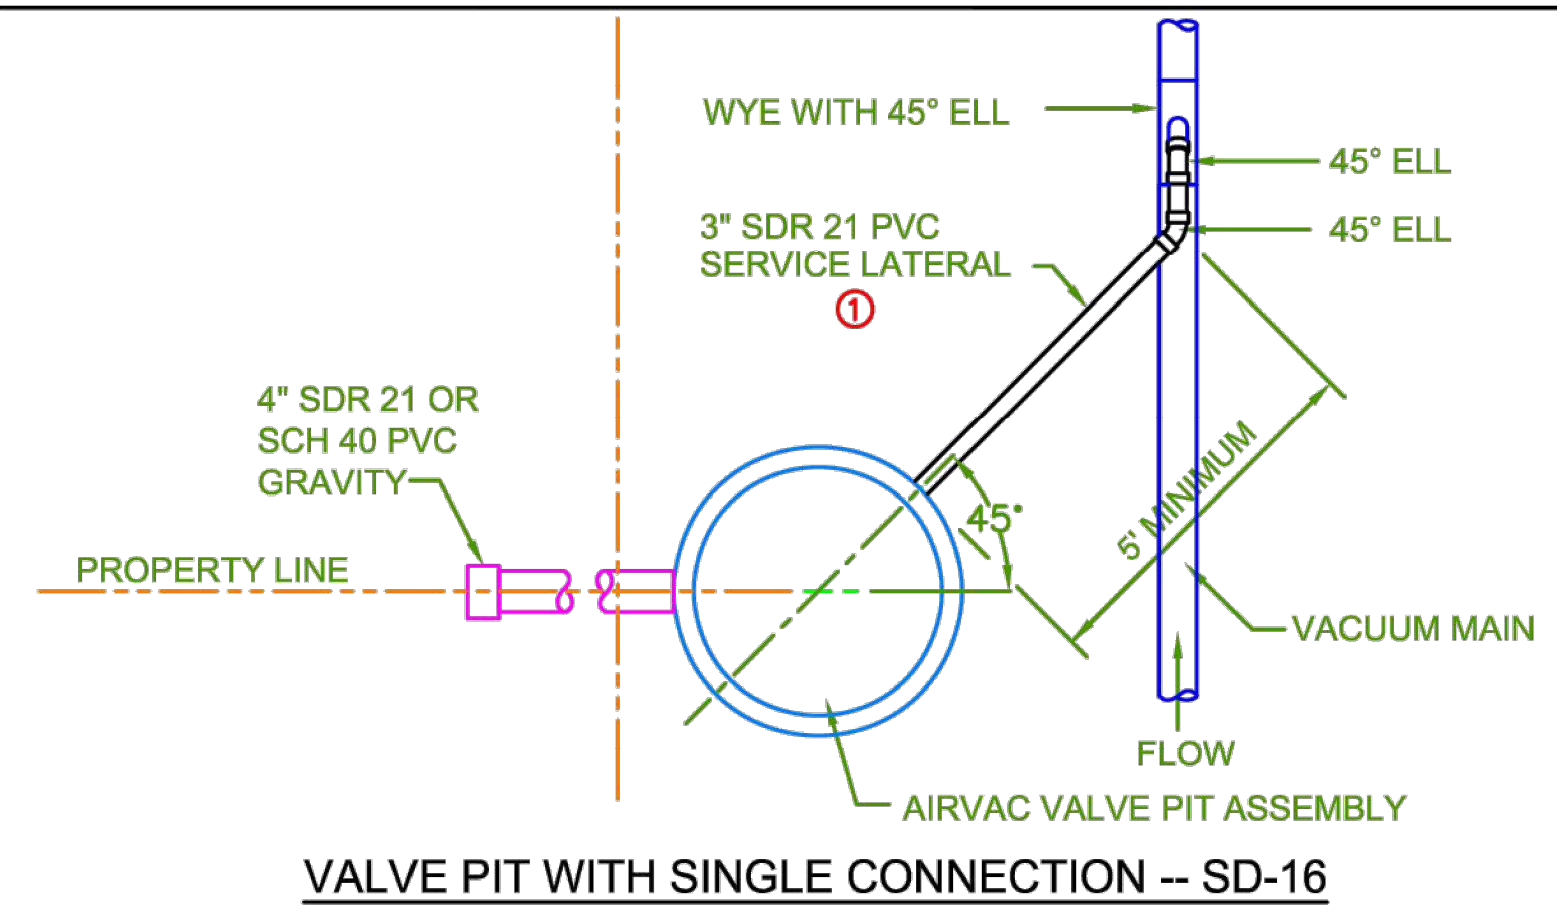 WYE WITH 45° ELL
45° ELL
3" SDR 21 PVC
SERVICE LATERAL
45° ELL
1
4" SDR 21 OR
SCH 40 PVC
GRAVITY
45°
5' MINIMUM
PROPERTY LINE
VACUUM MAIN
FLOW
AIRVAC VALVE PIT ASSEMBLY
VALVE PIT WITH SINGLE CONNECTION -- SD-16